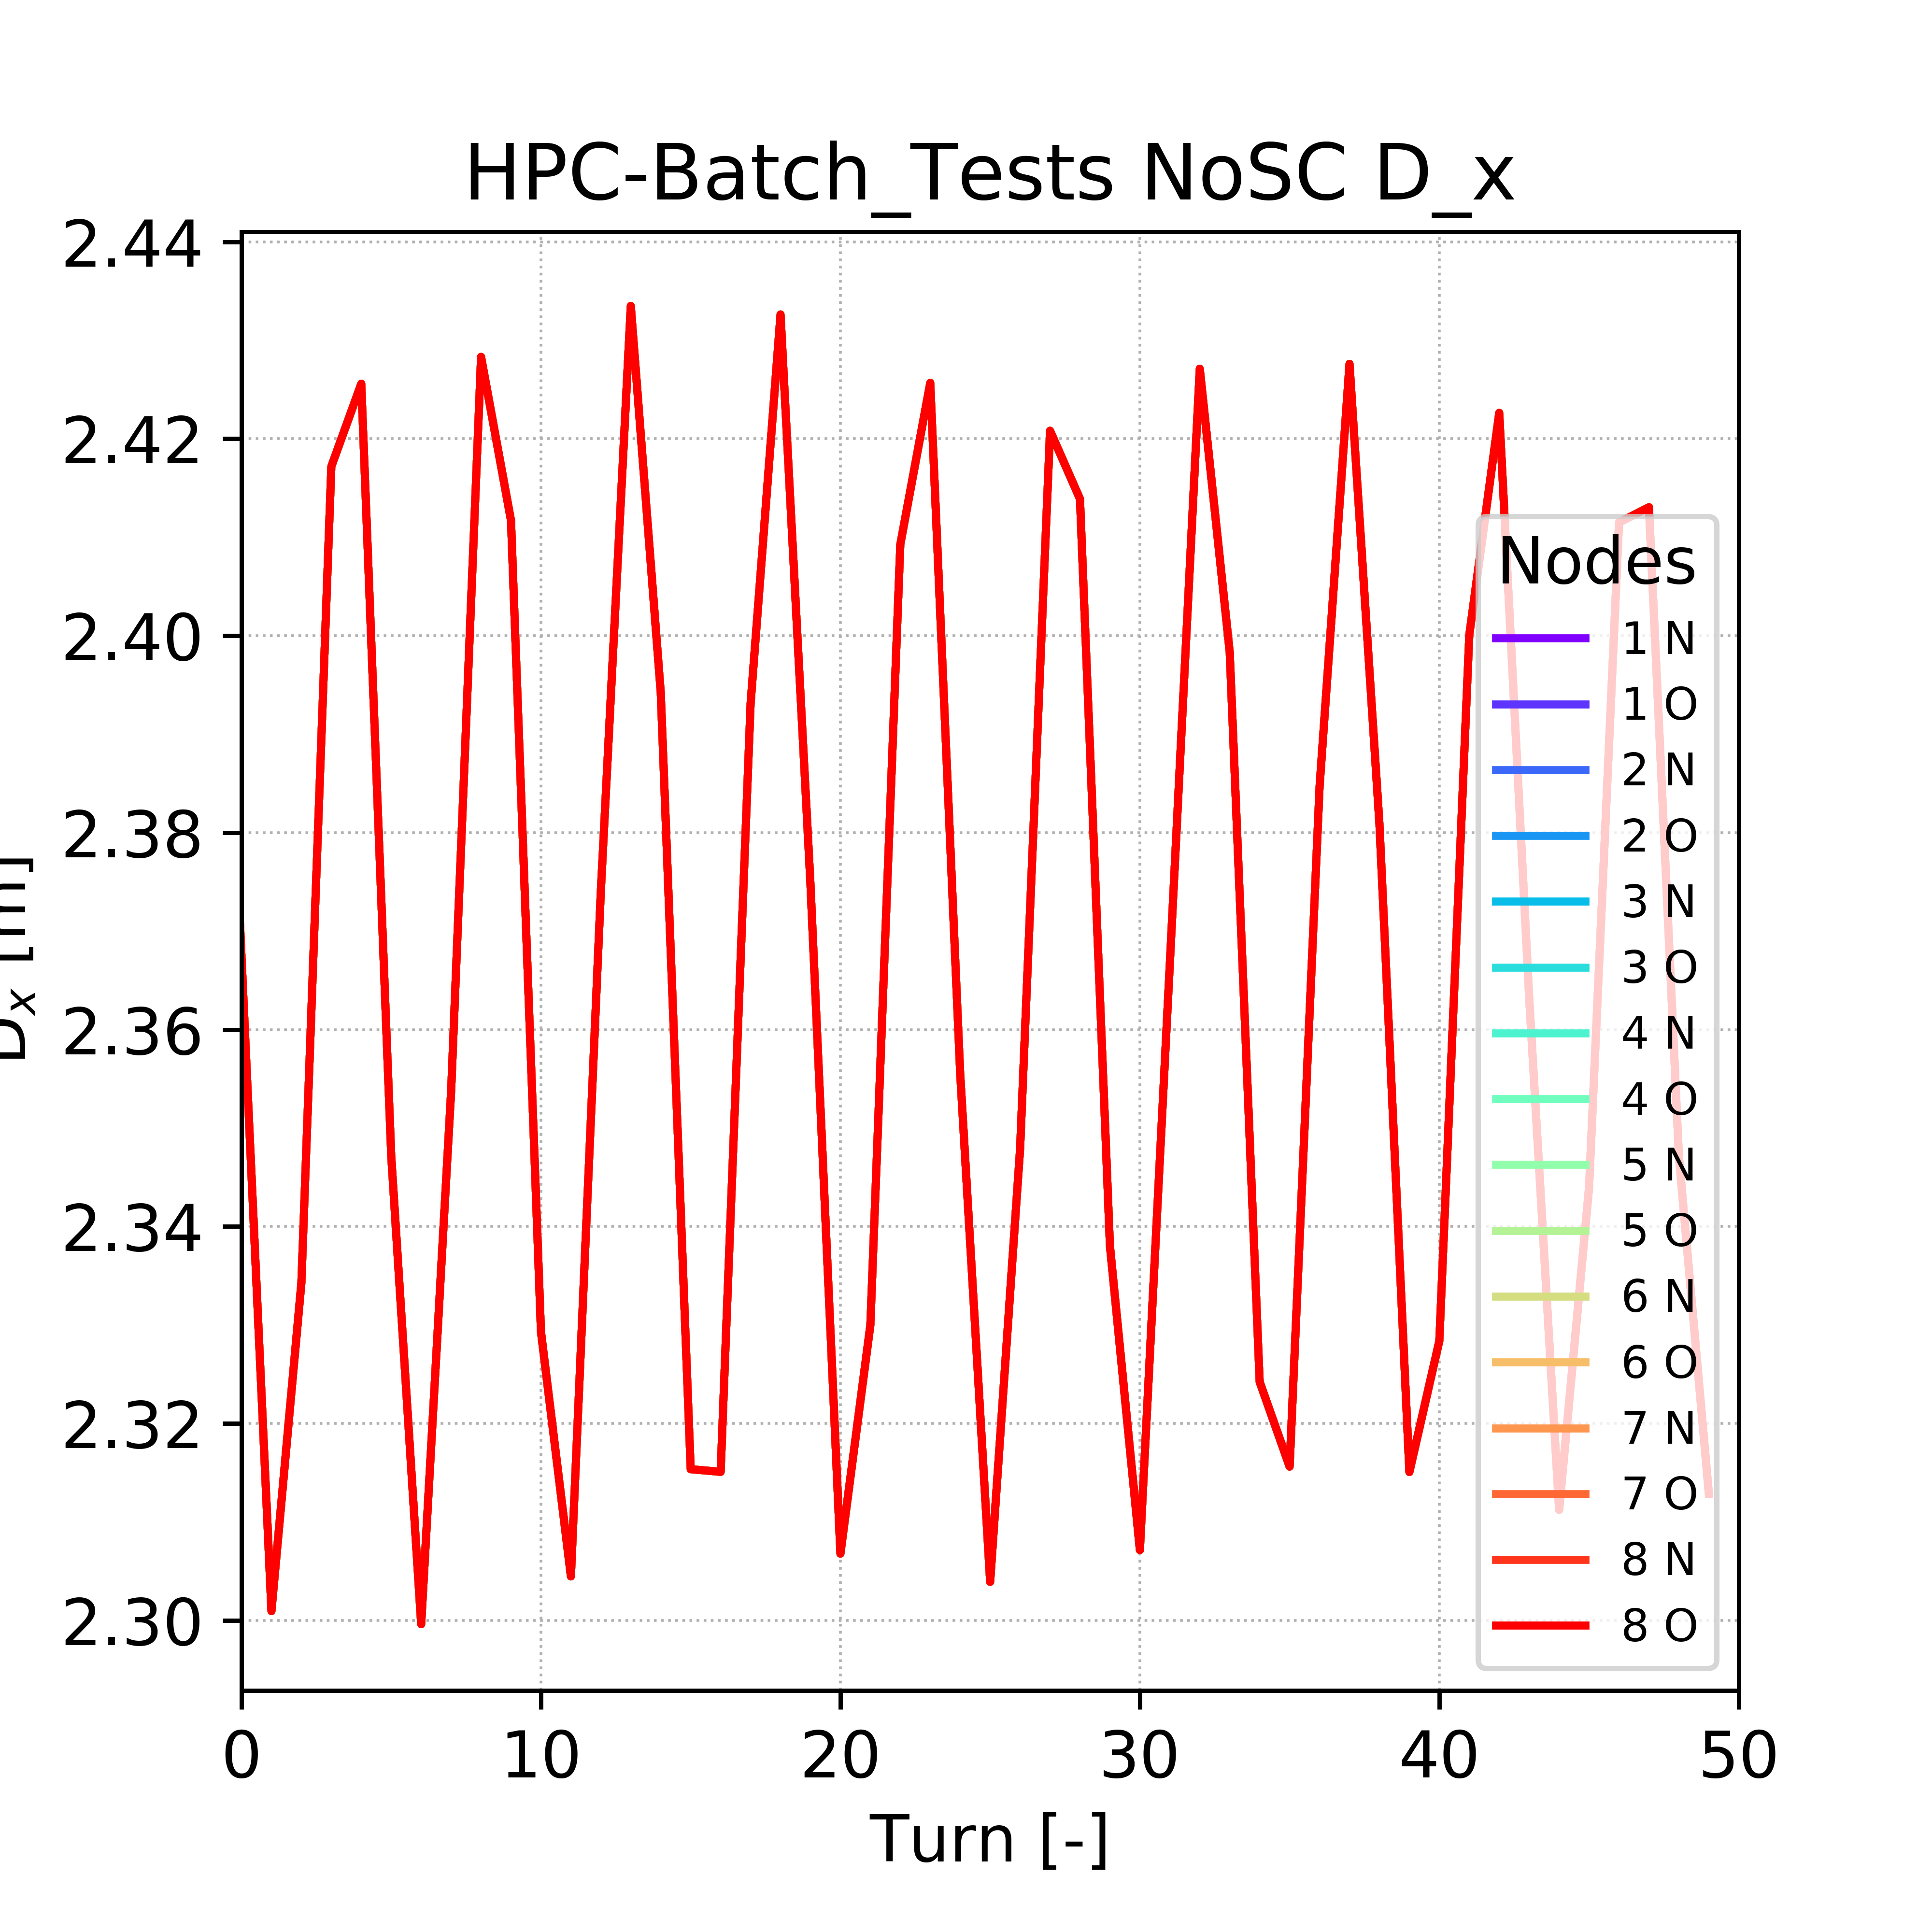 HPC-Batch_Tests NoSC D_x
2.44
2.42
2.40
2.38
2.36
2.34
2.32
2.30
Dₓ [m]
0 10 20 30 40 50
Turn [-]
Nodes
1 N
1 O
2 N
2 O
3 N
3 O
4 N
4 O
5 N
5 O
6 N
6 O
7 N
7 O
8 N
8 O